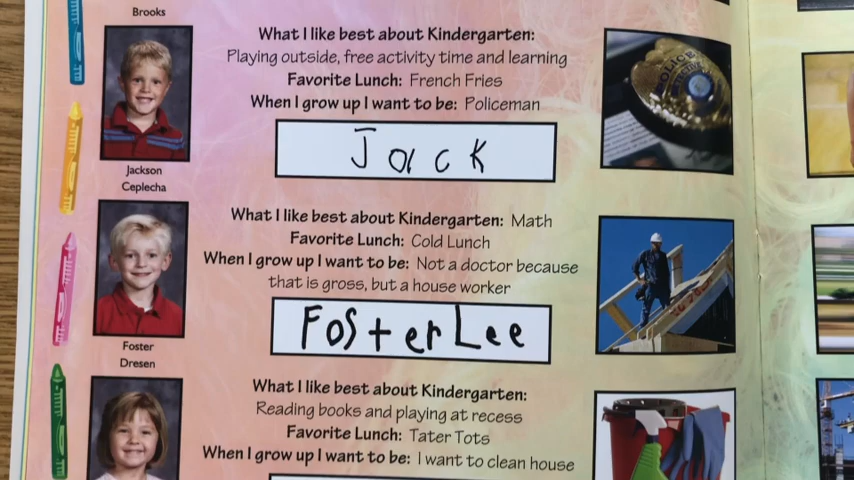 Brooks
What I like best about Kindergarten:
Playing outside, free activity time and learning
Favorite Lunch: French Fries
When I grow up I want to be: Policeman
Jack
POLICE
Jackson
Ceplecha
What I like best about Kindergarten: Math
Favorite Lunch: Cold Lunch
When I grow up I want to be: Not a doctor because
that is gross, but a house worker
Foster Lee
Foster
Dresen
What I like best about Kindergarten:
Reading books and playing at recess
Favorite Lunch: Tater Tots
When I grow up I want to be: I want to clean house